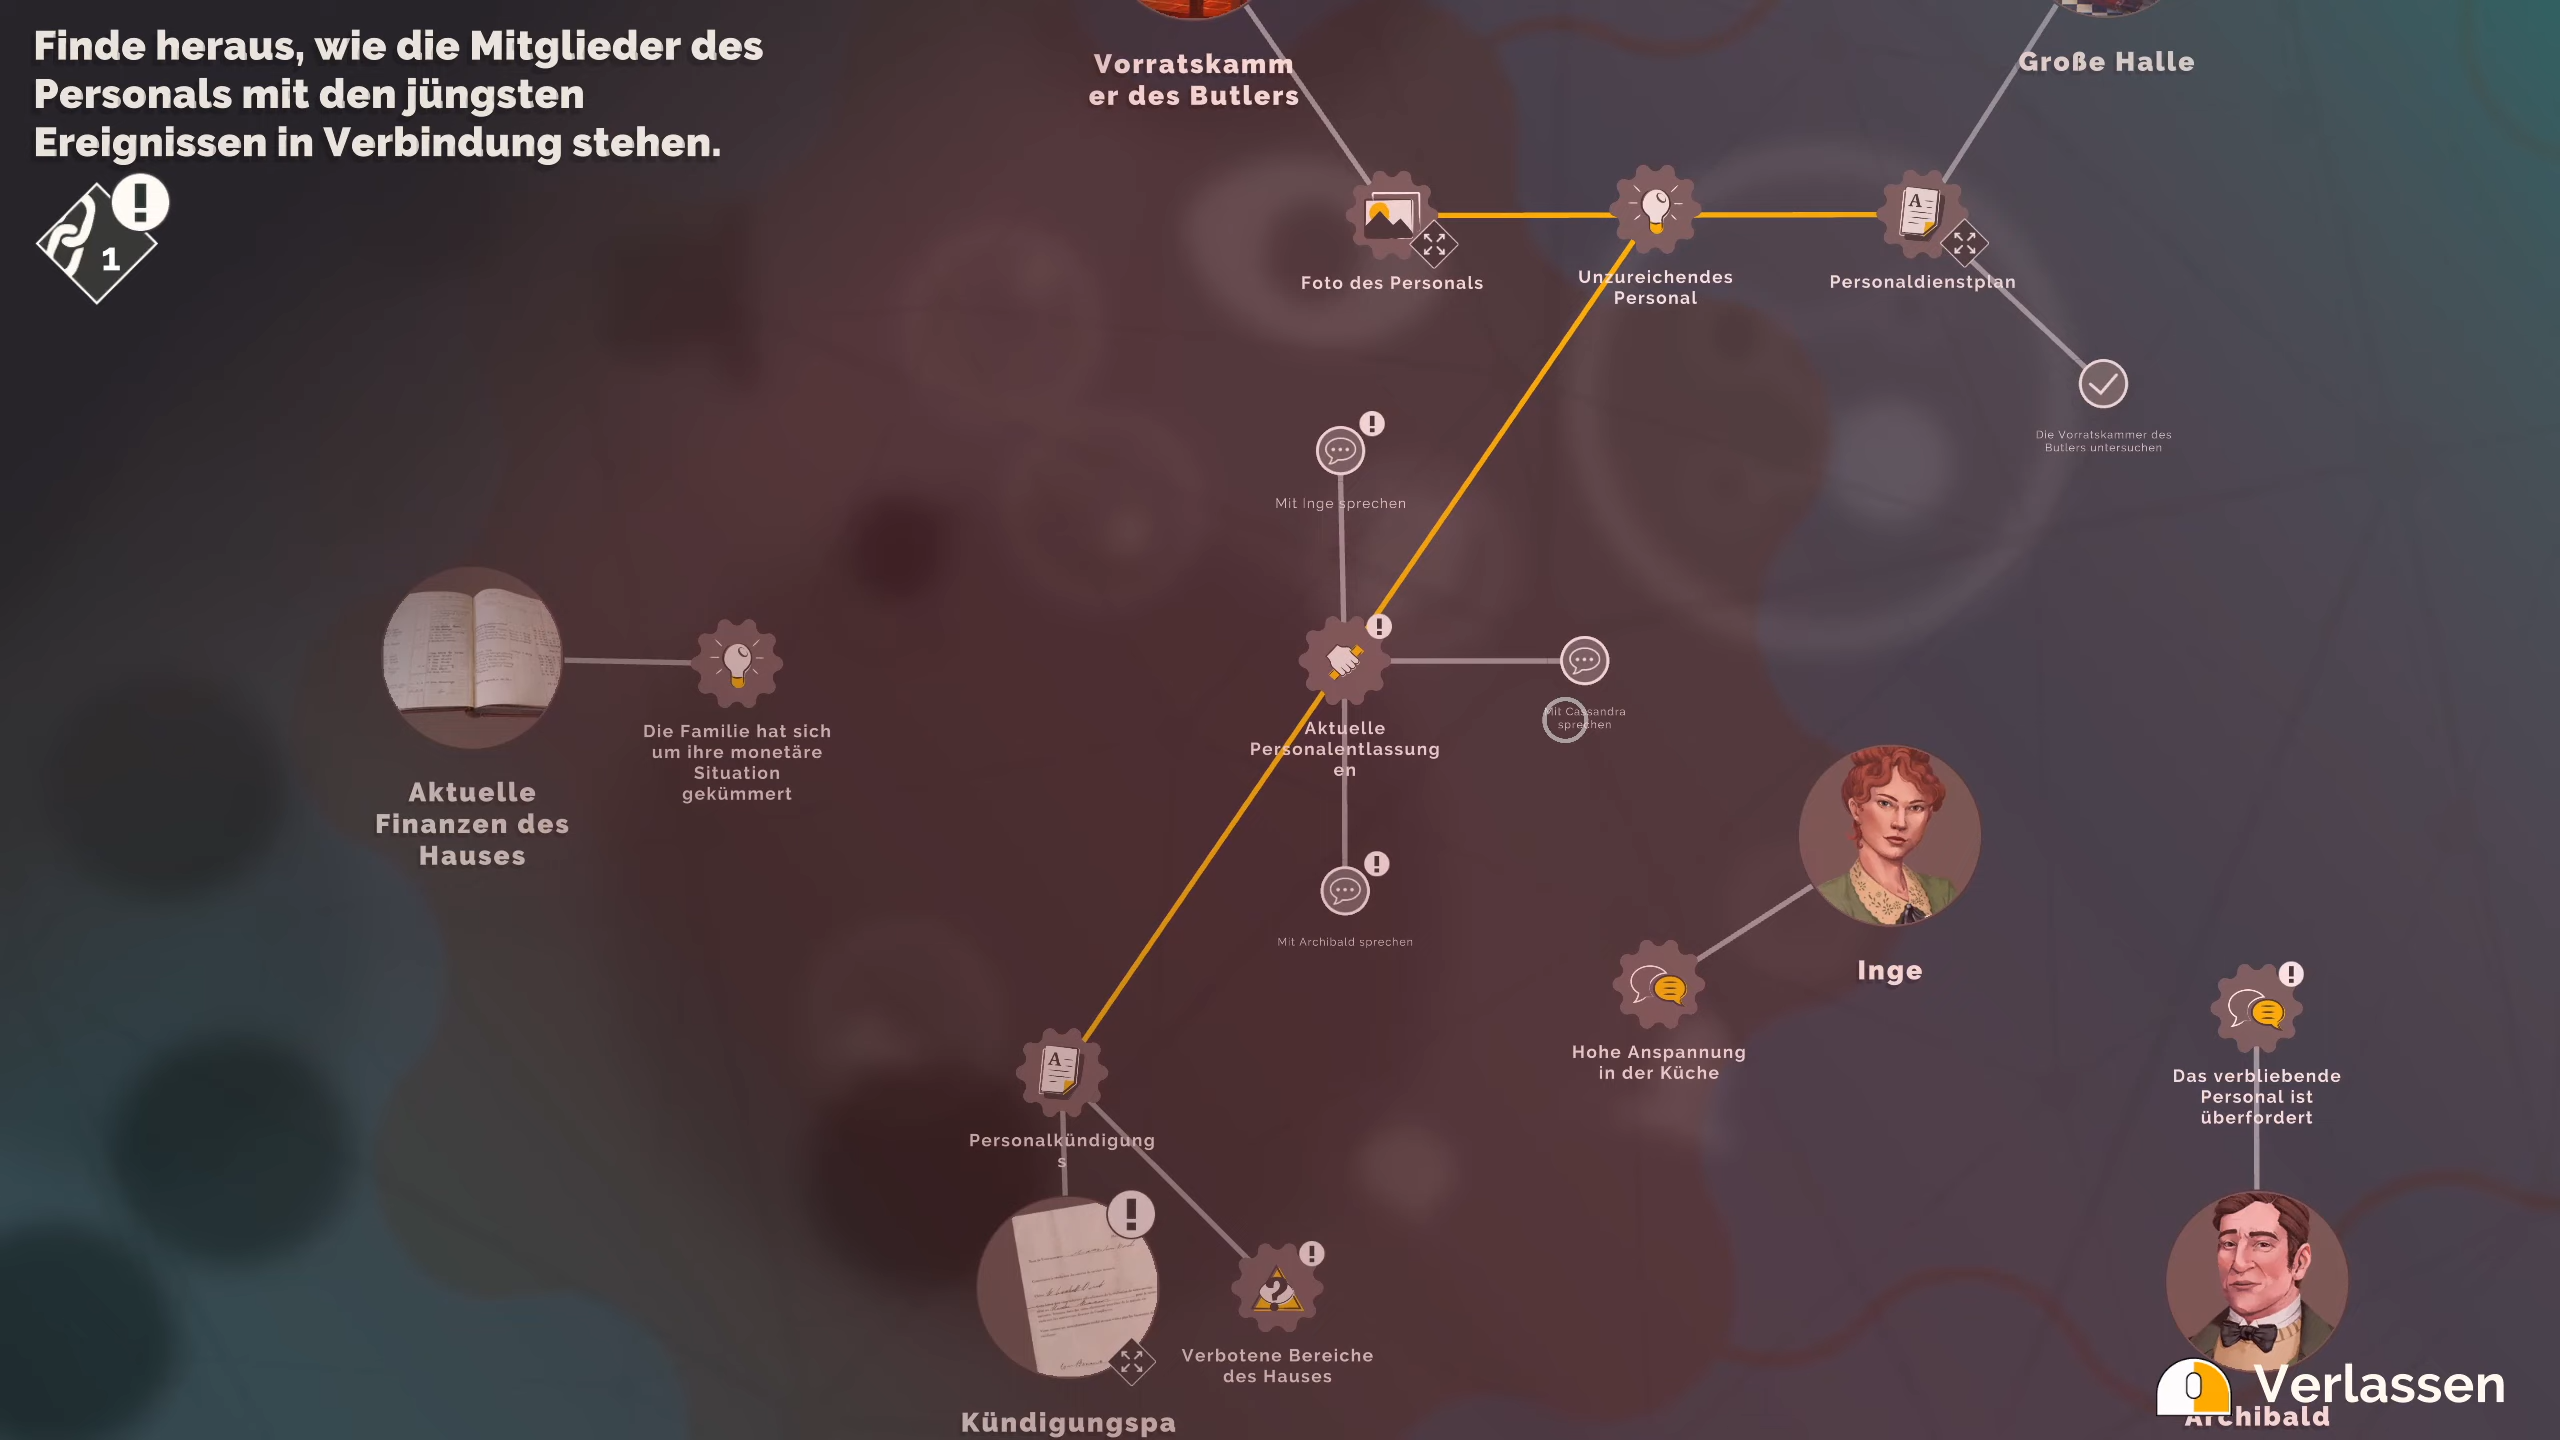 Finde heraus, wie die Mitglieder des
Personals mit den jüngsten
Ereignissen in Verbindung stehen.
1
Vorratskamm
er des Butlers
Große Halle
Foto des Personals
Unzureichendes
Personal
Personaldienstplan
Die Vorratskammer des
Butlers untersuchen
Mit Inge sprechen
Mit Cassandra
sprechen
Aktuelle
Personalentlassung
en
Die Familie hat sich
um ihre monetäre
Situation
gekümmert
Aktuelle
Finanzen des
Hauses
Mit Archibald sprechen
Inge
Hohe Anspannung
in der Küche
Das verbliebende
Personal ist
überfordert
Personalkündigung
s
Verbotene Bereiche
des Hauses
Kündigungspa
Verlassen
Archibald